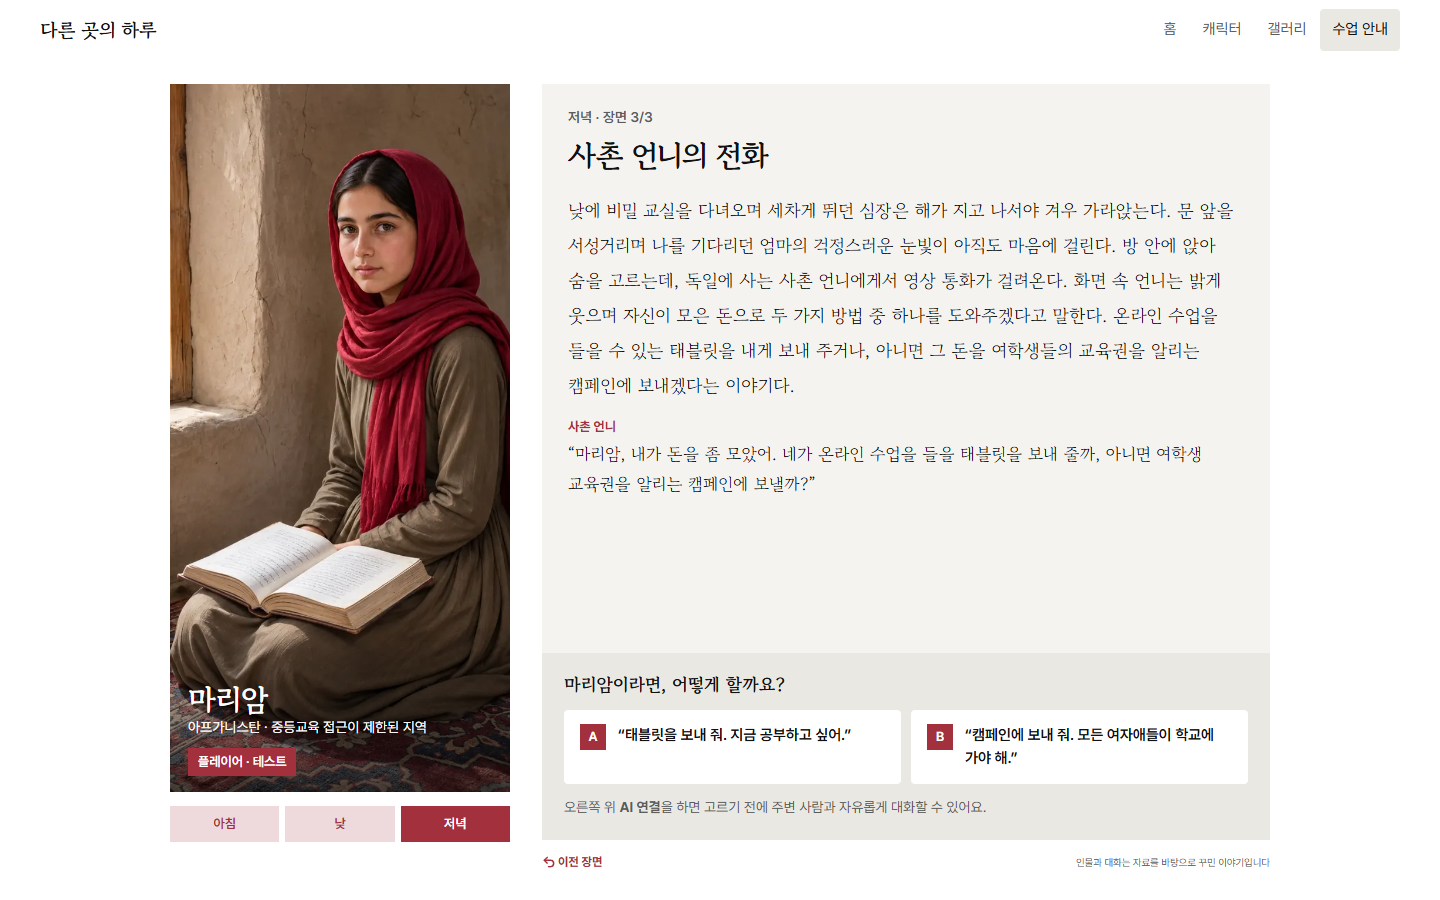 다른 곳의 하루
홈
캐릭터
갤러리
수업 안내
마리암
아프가니스탄 · 중등교육 접근이 제한된 지역
플레이어 · 테스트
아침
낮
저녁
저녁 · 장면 3/3
사촌 언니의 전화
낮에 비밀 교실을 다녀오며 세차게 뛰던 심장은 해가 지고 나서야 겨우 가라앉는다. 문 앞을
서성거리며 나를 기다리던 엄마의 걱정스러운 눈빛이 아직도 마음에 걸린다. 방 안에 앉아
숨을 고르는데, 독일에 사는 사촌 언니에게서 영상 통화가 걸려온다. 화면 속 언니는 밝게
웃으며 자신이 모은 돈으로 두 가지 방법 중 하나를 도와주겠다고 말한다. 온라인 수업을
들을 수 있는 태블릿을 내게 보내 주거나, 아니면 그 돈을 여학생들의 교육권을 알리는
캠페인에 보내겠다는 이야기다.
사촌 언니
“마리암, 내가 돈을 좀 모았어. 네가 온라인 수업을 들을 태블릿을 보내 줄까, 아니면 여학생
교육권을 알리는 캠페인에 보낼까?”
마리암이라면, 어떻게 할까요?
A
“태블릿을 보내 줘. 지금 공부하고 싶어.”
B
“캠페인에 보내 줘. 모든 여자애들이 학교에
가야 해.”
오른쪽 위 AI 연결을 하면 고르기 전에 주변 사람과 자유롭게 대화할 수 있어요.
이전 장면
인물과 대화는 자료를 바탕으로 꾸민 이야기입니다